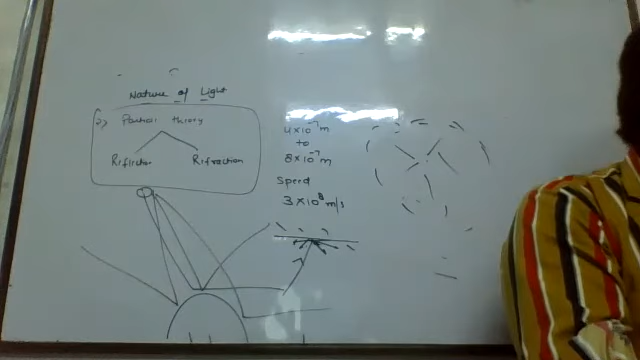 Nature of Light
Particle theory
Reflection
Refraction
4×10⁻⁷m
to
8×10⁻⁷m
Speed
3×10⁸m/s